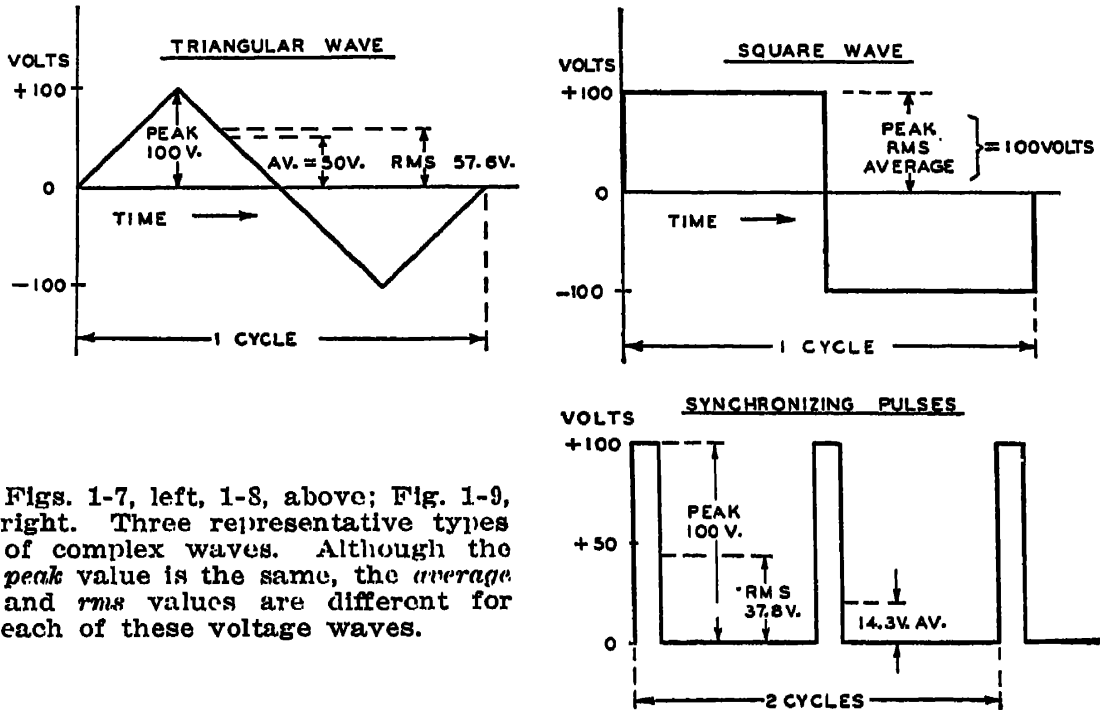 TRIANGULAR WAVE
VOLTS
+100
0
-100
PEAK
100 V.
AV. = 50V.
RMS 57.6V.
TIME
1 CYCLE
SQUARE WAVE
VOLTS
+100
0
-100
PEAK
RMS
AVERAGE
= 100 VOLTS
TIME
1 CYCLE
SYNCHRONIZING PULSES
VOLTS
+100
+50
0
PEAK
100 V.
RMS
37.8V.
14.3V. AV.
2 CYCLES
Figs. 1-7, left, 1-8, above; Fig. 1-9,
right. Three representative types
of complex waves. Although the
peak value is the same, the average
and rms values are different for
each of these voltage waves.